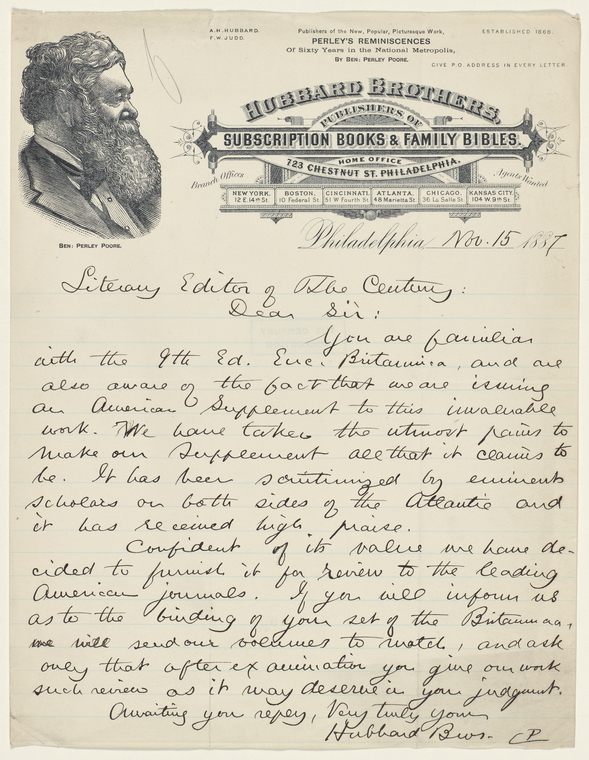 A.H. HUBBARD.
F.W. JUDD.
Publishers of the New, Popular, Picturesque Work,
PERLEY'S REMINISCENCES
Of Sixty Years in the National Metropolis,
BY BEN: PERLEY POORE.
ESTABLISHED 1868.
GIVE P.O. ADDRESS IN EVERY LETTER
HUBBARD BROTHERS,
PUBLISHERS OF
SUBSCRIPTION BOOKS & FAMILY BIBLES.
HOME OFFICE
723 CHESTNUT ST. PHILADELPHIA.
Branch Offices
Agents Wanted
NEW YORK. 12 E. 14th St.
BOSTON. 10 Federal St.
CINCINNATI. 51 W Fourth St.
ATLANTA. 48 Marietta St.
CHICAGO. 36 La Salle St.
KANSAS CITY. 104 W. 9th St.
BEN: PERLEY POORE.
Philadelphia, Nov. 15 1887
Literary Editor of The Century:
Dear Sir:
You are familiar
with the 9th Ed. Enc. Britannica, and are
also aware of the fact that we are issuing
an American Supplement to this invaluable
work. We have taken the utmost pains to
make our Supplement all that it claims to
be. It has been scrutinized by eminent
scholars on both sides of the Atlantic and
it has received high praise.
Confident of its value we have de-
cided to furnish it for review to the leading
American journals. If you will inform us
as to the binding of your set of the Britannica,
we will send our volumes to match, and ask
only that after examination you give our work
such review as it may deserve in your judgment.
Awaiting your reply, Very truly yours
Hubbard Bros.